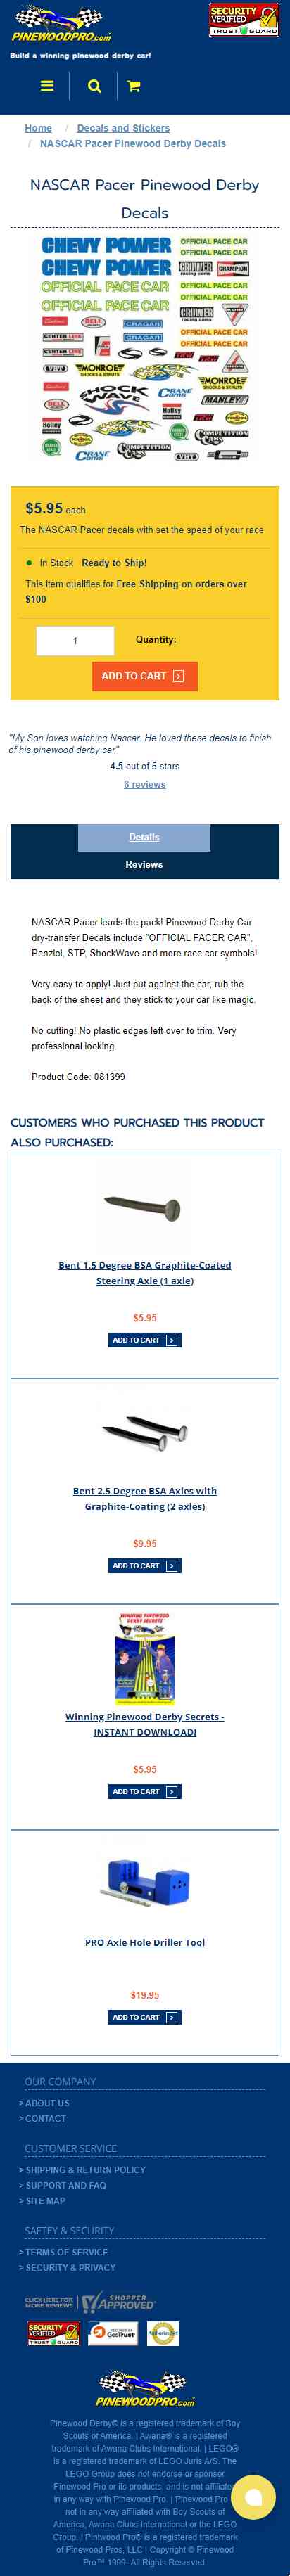 PINEWOODPRO.com
SECURITY
VERIFIED
TRUST GUARD
Build a winning pinewood derby car!
Home / Decals and Stickers
/ NASCAR Pacer Pinewood Derby Decals
NASCAR Pacer Pinewood Derby
Decals
CHEVY POWER OFFICIAL PACE CAR
OFFICIAL PACE CAR
CHEVY POWER CROWER CAMS CHAMPION
OFFICIAL PACE CAR OFFICIAL PACE CAR
OFFICIAL PACE CAR
BELL
CENTER LINE CRAGAR CROWER CAMS
CENTER LINE CRAGAR
VHT MONROE SHOCKS & STRUTS
MONROE SHOCKS & STRUTS
SHOCK WAVE CRANE CAMS
MANLEY
Holley Holley
COMPETITION CAMS
CRANE CAMS COMPETITION CAMS VHT
$5.95 each
The NASCAR Pacer decals with set the speed of your race
In Stock Ready to Ship!
This item qualifies for Free Shipping on orders over
$100
1 Quantity:
ADD TO CART
"My Son loves watching Nascar. He loved these decals to finish
of his pinewood derby car"
4.5 out of 5 stars
8 reviews
Details
Reviews
NASCAR Pacer leads the pack! Pinewood Derby Car
dry-transfer Decals include "OFFICIAL PACER CAR",
Penziol, STP, ShockWave and more race car symbols!
Very easy to apply! Just put against the car, rub the
back of the sheet and they stick to your car like magic.
No cutting! No plastic edges left over to trim. Very
professional looking.
Product Code: 081399
CUSTOMERS WHO PURCHASED THIS PRODUCT
ALSO PURCHASED:
Bent 1.5 Degree BSA Graphite-Coated
Steering Axle (1 axle)
$5.95
ADD TO CART
Bent 2.5 Degree BSA Axles with
Graphite-Coating (2 axles)
$9.95
ADD TO CART
WINNING PINEWOOD
DERBY SECRETS
Winning Pinewood Derby Secrets -
INSTANT DOWNLOAD!
$5.95
ADD TO CART
PRO Axle Hole Driller Tool
$19.95
ADD TO CART
OUR COMPANY
> ABOUT US
> CONTACT
CUSTOMER SERVICE
> SHIPPING & RETURN POLICY
> SUPPORT AND FAQ
> SITE MAP
SAFTEY & SECURITY
> TERMS OF SERVICE
> SECURITY & PRIVACY
CLICK HERE FOR
MORE REVIEWS
SHOPPER
APPROVED
SECURITY
VERIFIED
TRUST GUARD
SECURED BY
GeoTrust
PINEWOODPRO.com
Pinewood Derby® is a registered trademark of Boy
Scouts of America. | Awana® is a registered
trademark of Awana Clubs International. | LEGO®
is a registered trademark of LEGO Juris A/S. The
LEGO Group does not endorse or sponsor
Pinewood Pro or its products, and is not affiliated
in any way with Pinewood Pro. | Pinewood Pro
not in any way affiliated with Boy Scouts of
America, Awana Clubs International or the LEGO
Group. | Pintwood Pro® is a registered trademark
of Pinewood Pros, LLC | Copyright © Pinewood
Pro™ 1999- All Rights Reserved.